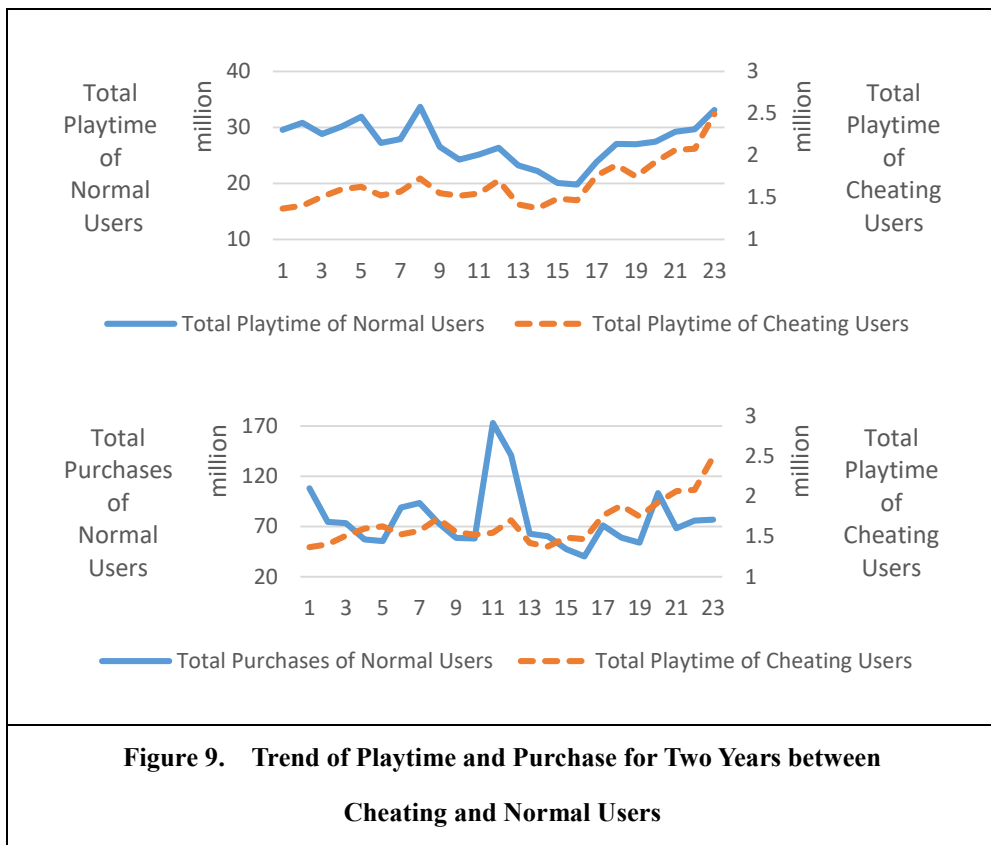 Total
Playtime
of
Normal
Users
million
40
30
20
10
3
2.5
2
1.5
1
million
Total
Playtime
of
Cheating
Users
1 3 5 7 9 11 13 15 17 19 21 23
Total Playtime of Normal Users Total Playtime of Cheating Users
Total
Purchases
of
Normal
Users
million
170
120
70
20
3
2.5
2
1.5
1
million
Total
Playtime
of
Cheating
Users
1 3 5 7 9 11 13 15 17 19 21 23
Total Purchases of Normal Users Total Playtime of Cheating Users
Figure 9. Trend of Playtime and Purchase for Two Years between
Cheating and Normal Users